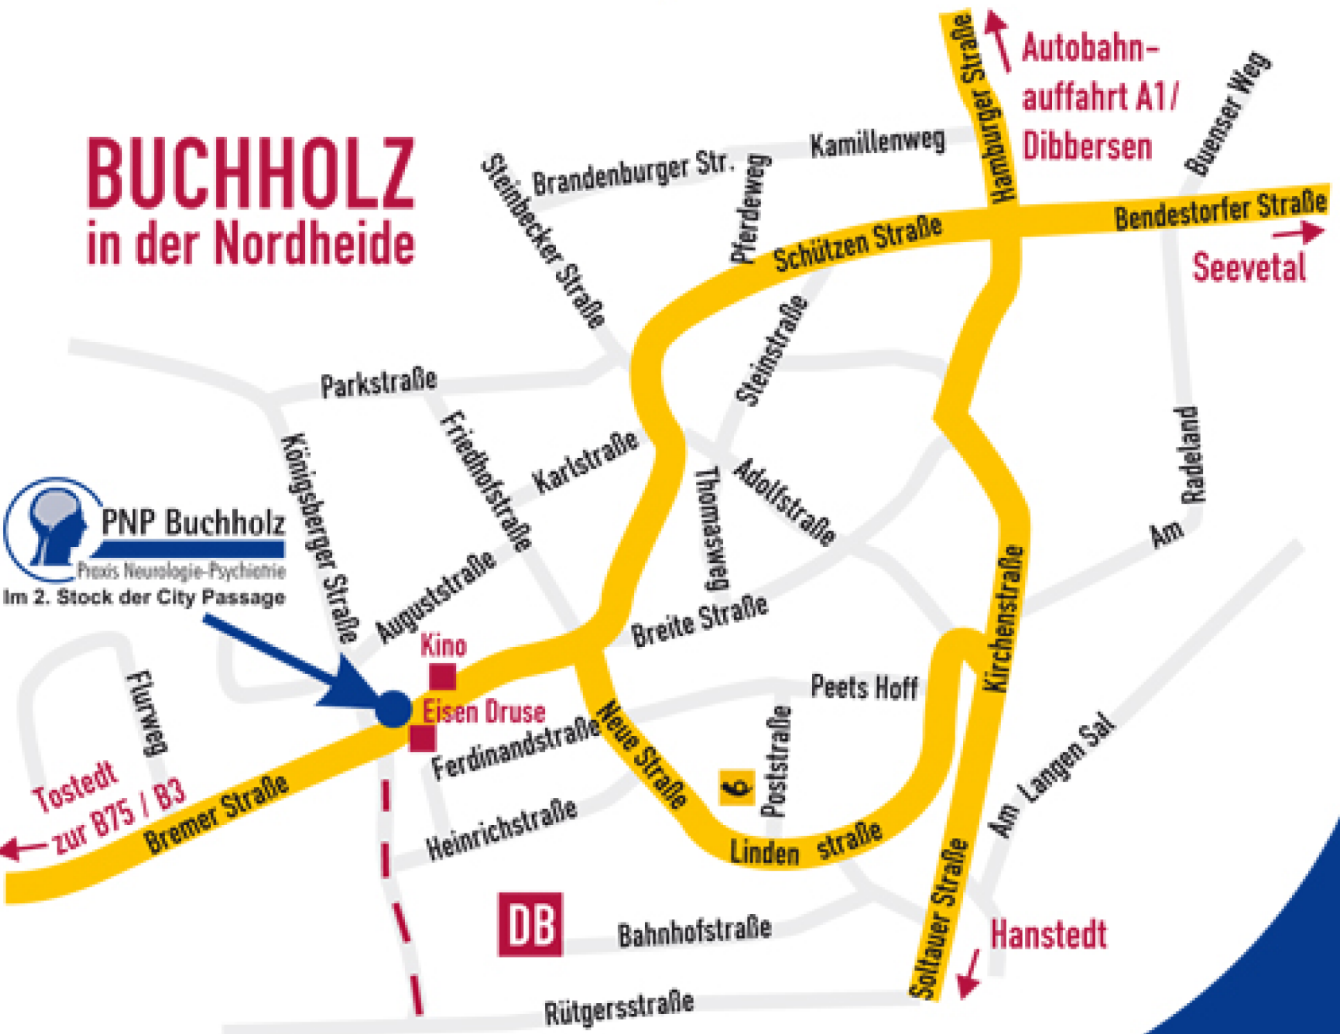 BUCHHOLZ
in der Nordheide
Hamburger Straße
Autobahn-
auffahrt A1/
Dibbersen
Buenser Weg
Kamillenweg
Brandenburger Str.
Steinbecker Straße
Pferdeweg
Schützen Straße
Bendestorfer Straße
Seevetal
Steinstraße
Parkstraße
Friedhofstraße
Karlstraße
Königsberger Straße
Thomasweg
Adolfstraße
Radeland
Am
PNP Buchholz
Praxis Neurologie-Psychiatrie
Im 2. Stock der City Passage
Auguststraße
Breite Straße
Kirchenstraße
Kino
Eisen Druse
Flurweg
Peets Hoff
Ferdinandstraße
Neue Straße
Poststraße
Am Langen Sal
Tostedt
zur B75 / B3
Bremer Straße
Heinrichstraße
Linden straße
Soltauer Straße
DB
Bahnhofstraße
Hanstedt
Rütgersstraße